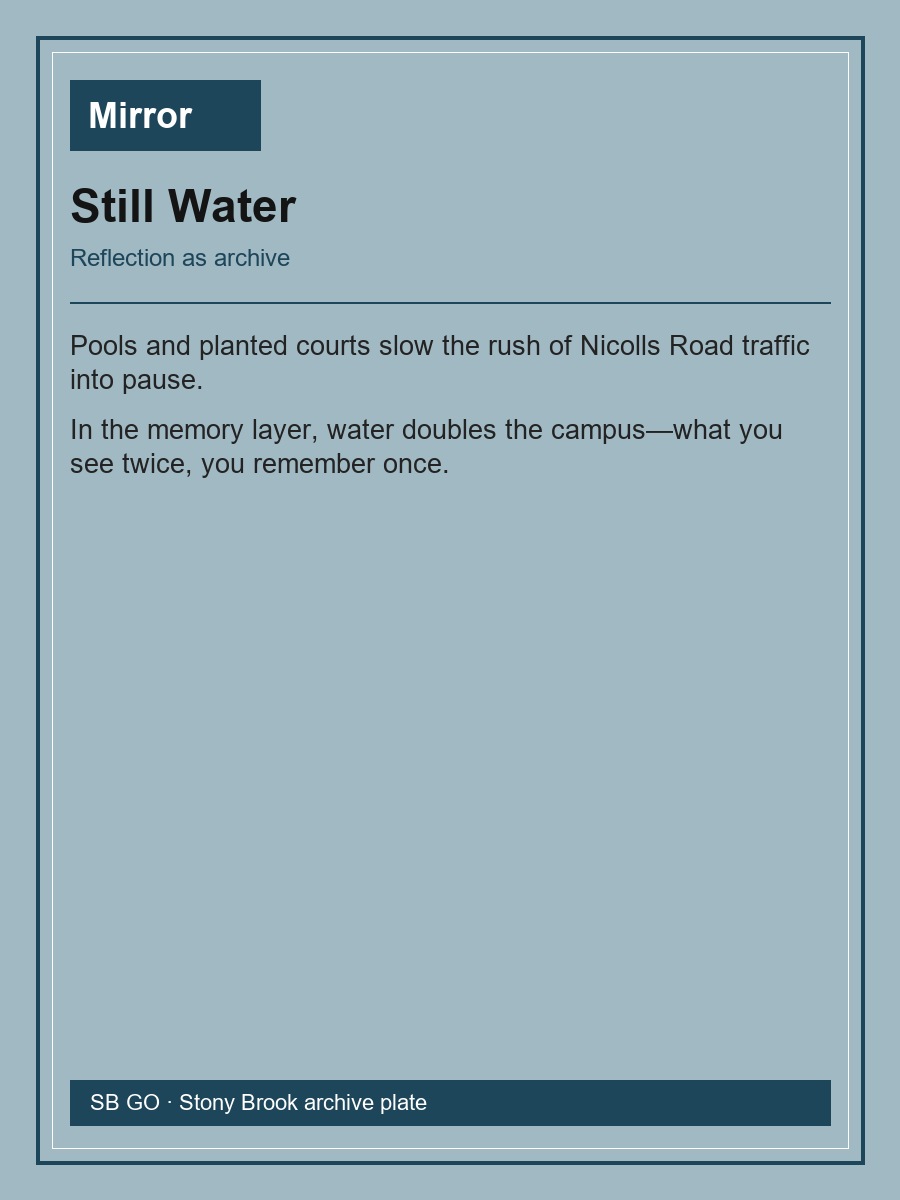 Mirror
Still Water
Reflection as archive
Pools and planted courts slow the rush of Nicolls Road traffic
into pause.
In the memory layer, water doubles the campus—what you
see twice, you remember once.
SB GO · Stony Brook archive plate